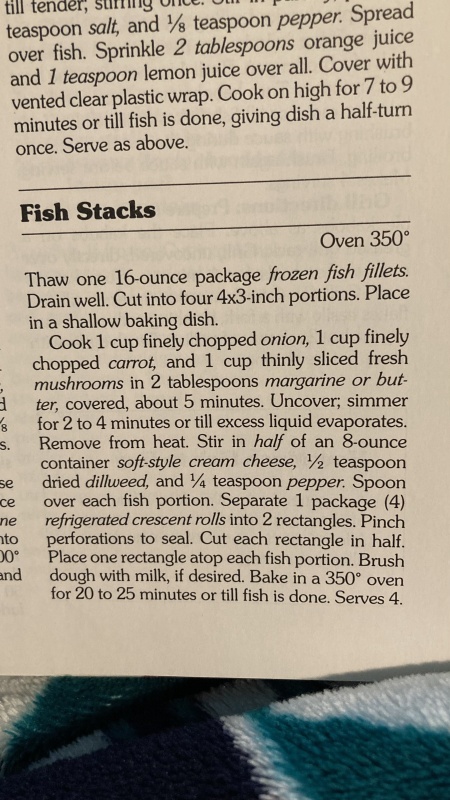 till tender, stirring once.
teaspoon salt, and ⅛ teaspoon pepper. Spread
over fish. Sprinkle 2 tablespoons orange juice
and 1 teaspoon lemon juice over all. Cover with
vented clear plastic wrap. Cook on high for 7 to 9
minutes or till fish is done, giving dish a half-turn
once. Serve as above.
Fish Stacks
Oven 350°
Thaw one 16-ounce package frozen fish fillets.
Drain well. Cut into four 4x3-inch portions. Place
in a shallow baking dish.
Cook 1 cup finely chopped onion, 1 cup finely
chopped carrot, and 1 cup thinly sliced fresh
mushrooms in 2 tablespoons margarine or but-
ter, covered, about 5 minutes. Uncover; simmer
for 2 to 4 minutes or till excess liquid evaporates.
Remove from heat. Stir in half of an 8-ounce
container soft-style cream cheese, ½ teaspoon
dried dillweed, and ¼ teaspoon pepper. Spoon
over each fish portion. Separate 1 package (4)
refrigerated crescent rolls into 2 rectangles. Pinch
perforations to seal. Cut each rectangle in half.
Place one rectangle atop each fish portion. Brush
dough with milk, if desired. Bake in a 350° oven
for 20 to 25 minutes or till fish is done. Serves 4.